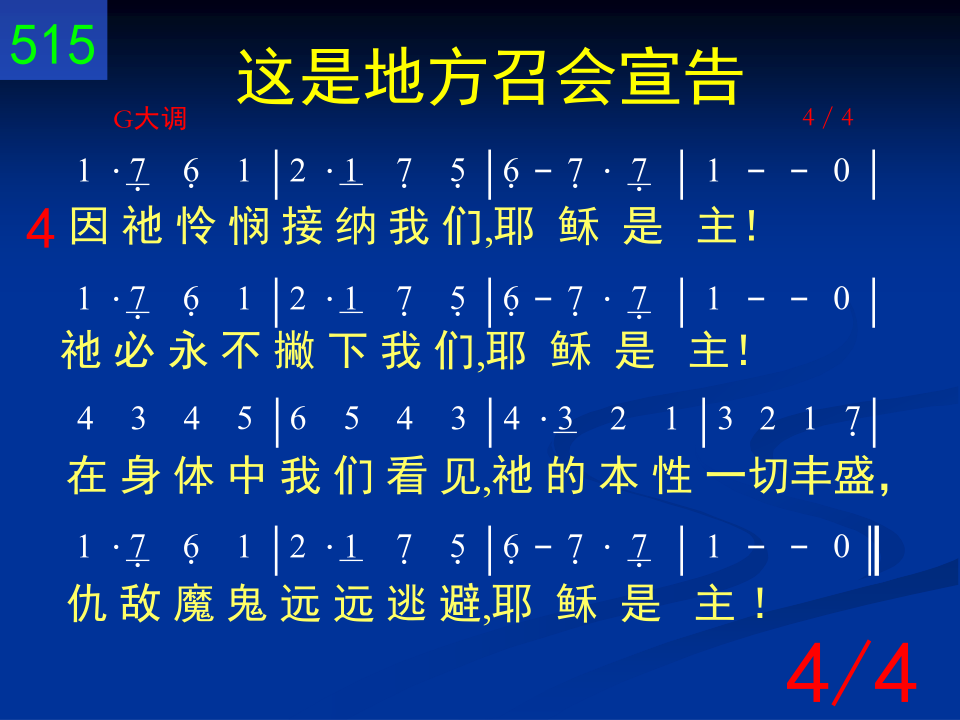 515
这是地方召会宣告
G大调 4／4
1 · 7̣ 6̣ 1 | 2 · 1 7̣ 5̣ | 6̣ - 7̣ · 7̣ | 1 - - 0 |
4 因祂怜悯接纳我们,耶稣是主！
1 · 7̣ 6̣ 1 | 2 · 1 7̣ 5̣ | 6̣ - 7̣ · 7̣ | 1 - - 0 |
祂必永不撇下我们,耶稣是主！
4 3 4 5 | 6 5 4 3 | 4 · 3 2 1 | 3 2 1 7̣ |
在身体中我们看见,祂的本性一切丰盛，
1 · 7̣ 6̣ 1 | 2 · 1 7̣ 5̣ | 6̣ - 7̣ · 7̣ | 1 - - 0 ‖
仇敌魔鬼远远逃避,耶稣是主！
4/4